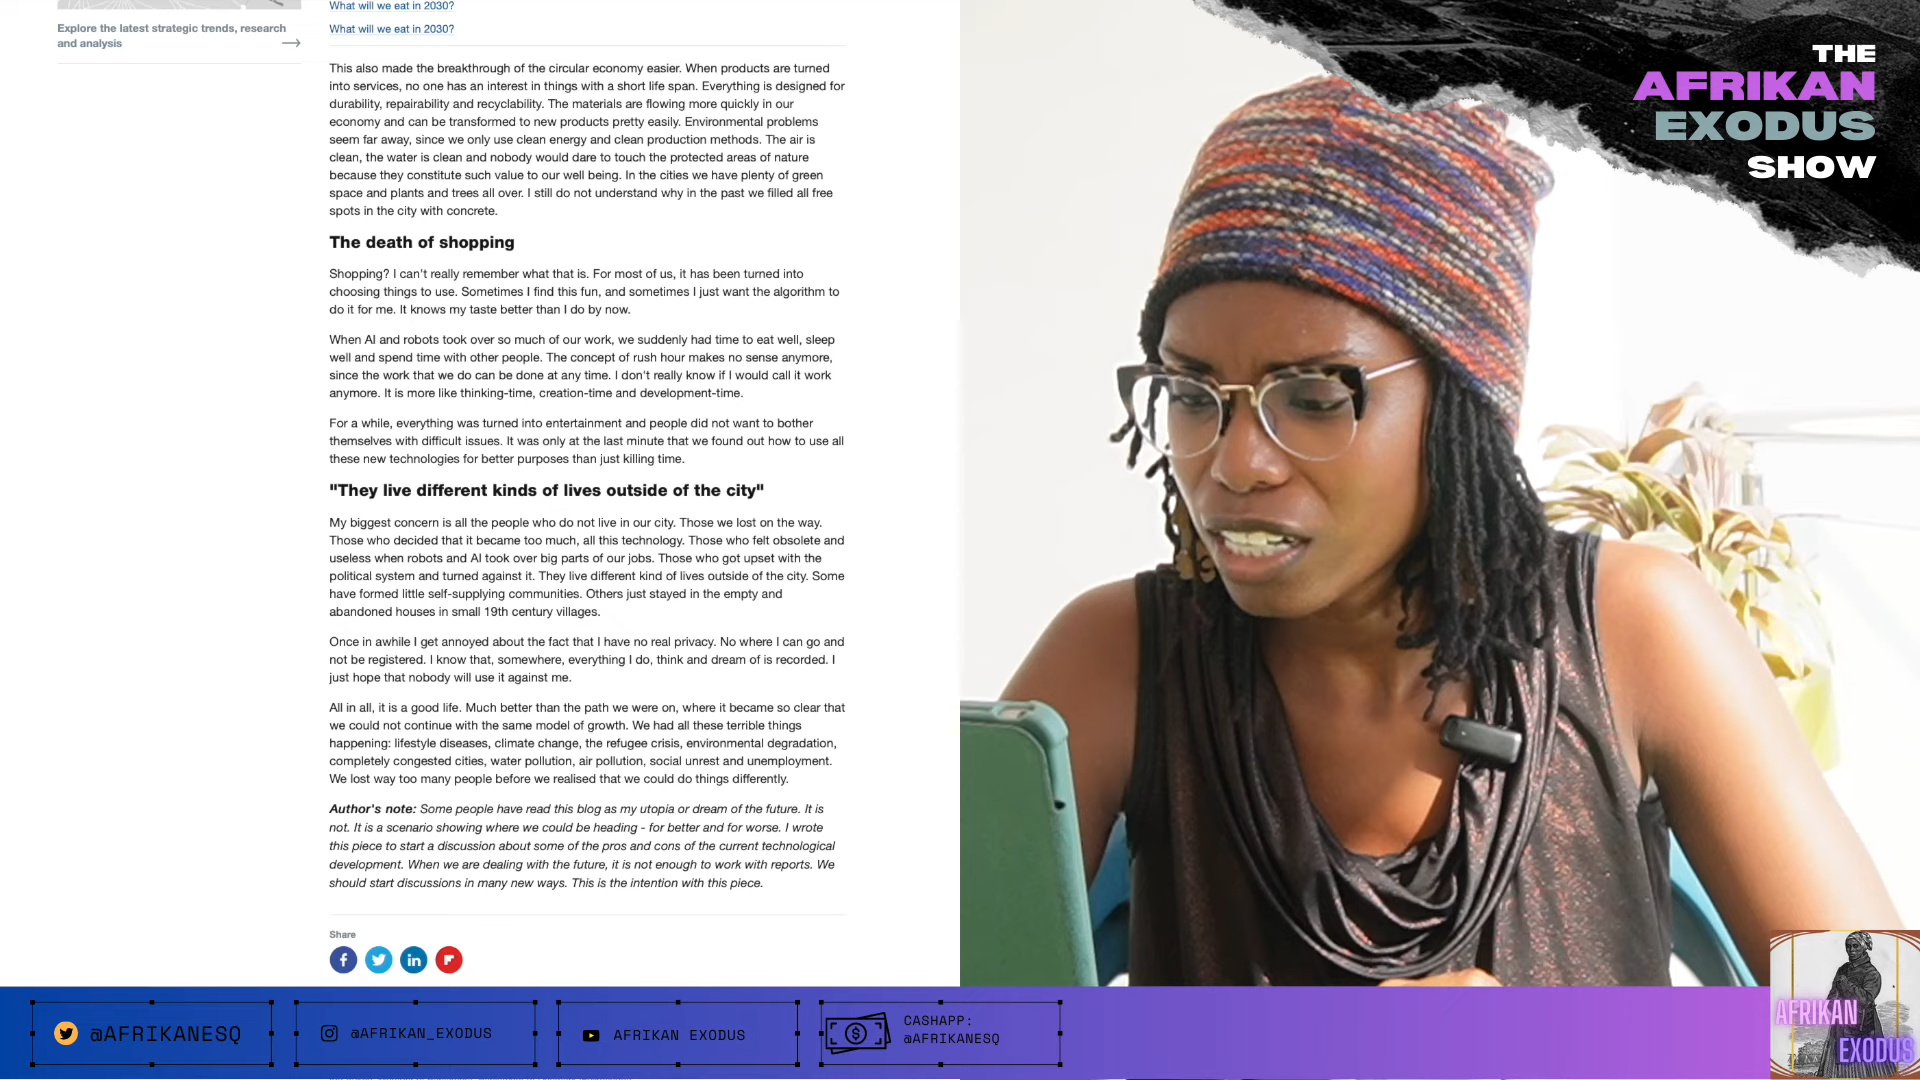 What will we eat in 2030?
Explore the latest strategic trends, research
and analysis
What will we eat in 2030?
This also made the breakthrough of the circular economy easier. When products are turned
into services, no one has an interest in things with a short life span. Everything is designed for
durability, repairability and recyclability. The materials are flowing more quickly in our
economy and can be transformed to new products pretty easily. Environmental problems
seem far away, since we only use clean energy and clean production methods. The air is
clean, the water is clean and nobody would dare to touch the protected areas of nature
because they constitute such value to our well being. In the cities we have plenty of green
space and plants and trees all over. I still do not understand why in the past we filled all free
spots in the city with concrete.
The death of shopping
Shopping? I can't really remember what that is. For most of us, it has been turned into
choosing things to use. Sometimes I find this fun, and sometimes I just want the algorithm to
do it for me. It knows my taste better than I do by now.
When AI and robots took over so much of our work, we suddenly had time to eat well, sleep
well and spend time with other people. The concept of rush hour makes no sense anymore,
since the work that we do can be done at any time. I don't really know if I would call it work
anymore. It is more like thinking-time, creation-time and development-time.
For a while, everything was turned into entertainment and people did not want to bother
themselves with difficult issues. It was only at the last minute that we found out how to use all
these new technologies for better purposes than just killing time.
"They live different kinds of lives outside of the city"
My biggest concern is all the people who do not live in our city. Those we lost on the way.
Those who decided that it became too much, all this technology. Those who felt obsolete and
useless when robots and AI took over big parts of our jobs. Those who got upset with the
political system and turned against it. They live different kind of lives outside of the city. Some
have formed little self-supplying communities. Others just stayed in the empty and
abandoned houses in small 19th century villages.
Once in awhile I get annoyed about the fact that I have no real privacy. No where I can go and
not be registered. I know that, somewhere, everything I do, think and dream of is recorded. I
just hope that nobody will use it against me.
All in all, it is a good life. Much better than the path we were on, where it became so clear that
we could not continue with the same model of growth. We had all these terrible things
happening: lifestyle diseases, climate change, the refugee crisis, environmental degradation,
completely congested cities, water pollution, air pollution, social unrest and unemployment.
We lost way too many people before we realised that we could do things differently.
Author's note: Some people have read this blog as my utopia or dream of the future. It is
not. It is a scenario showing where we could be heading - for better and for worse. I wrote
this piece to start a discussion about some of the pros and cons of the current technological
development. When we are dealing with the future, it is not enough to work with reports. We
should start discussions in many new ways. This is the intention with this piece.
Share
THE
AFRIKAN
EXODUS
SHOW
@AFRIKANESQ
@AFRIKAN_EXODUS
AFRIKAN EXODUS
CASHAPP:
@AFRIKANESQ
AFRIKAN
EXODUS